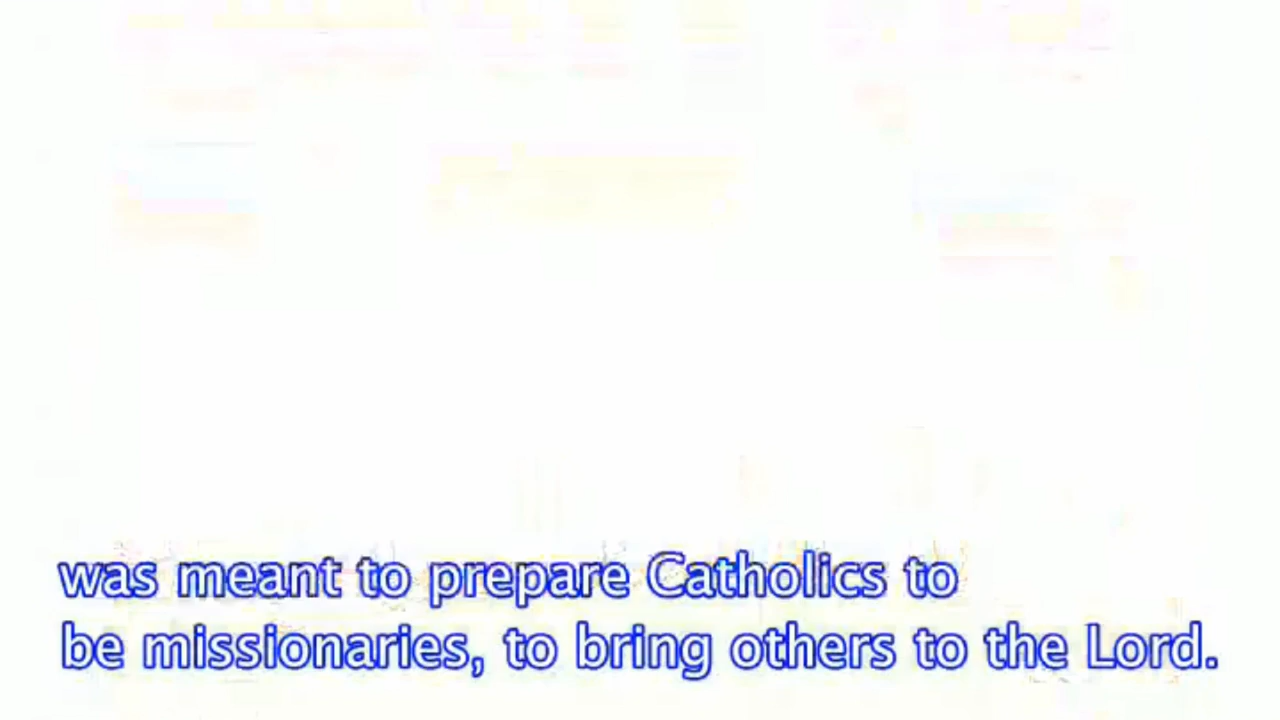 was meant to prepare Catholics to
be missionaries, to bring others to the Lord.